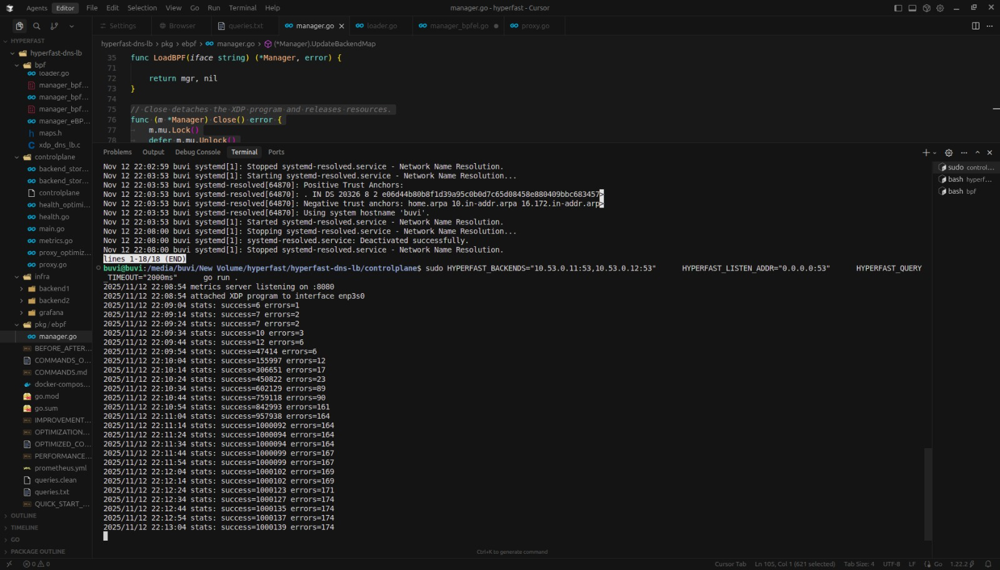 Agents Editor File Edit Selection View Go Run Terminal Help
manager.go - hyperfast - Cursor
Settings Browser queries.txt manager.go loader.go manager_bpfel.go proxy.go
HYPERFAST
hyperfast-dns-lb
bpf
loader.go
manager_bpf...
manager_bpf...
manager_bpf...
manager_eBP...
maps.h
xdp_dns_lb.c
controlplane
backend_stor...
backend_stor...
controlplane
health_optimi...
health.go
main.go
metrics.go
proxy_optimiz...
proxy.go
infra
backend1
backend2
grafana
pkg / ebpf
manager.go
BEFORE_AFTER...
COMMANDS_O...
COMMANDS.md
docker-compos...
go.mod
go.sum
IMPROVEMENT...
OPTIMIZATION...
OPTIMIZED_CO...
PERFORMANCE...
prometheus.yml
queries.clean
queries.txt
QUICK_START_...
OUTLINE
TIMELINE
GO
PACKAGE OUTLINE
hyperfast-dns-lb > pkg > ebpf > manager.go > (*Manager).UpdateBackendMap
35 func LoadBPF(iface string) (*Manager, error) {
71
72 return mgr, nil
73 }
74
75 // Close detaches the XDP program and releases resources.
76 func (m *Manager) Close() error {
77 m.mu.Lock()
78 defer m.mu.Unlock()
Problems Output Debug Console Terminal Ports
Nov 12 22:02:59 buvi systemd[1]: Stopped systemd-resolved.service - Network Name Resolution.
Nov 12 22:03:53 buvi systemd[1]: Starting systemd-resolved.service - Network Name Resolution...
Nov 12 22:03:53 buvi systemd-resolved[64870]: Positive Trust Anchors:
Nov 12 22:03:53 buvi systemd-resolved[64870]: . IN DS 20326 8 2 e06d44b80b8f1d39a95c0b0d7c65d08458e880409bbc683457>
Nov 12 22:03:53 buvi systemd-resolved[64870]: Negative trust anchors: home.arpa 10.in-addr.arpa 16.172.in-addr.arp>
Nov 12 22:03:53 buvi systemd-resolved[64870]: Using system hostname 'buvi'.
Nov 12 22:03:53 buvi systemd[1]: Started systemd-resolved.service - Network Name Resolution.
Nov 12 22:08:00 buvi systemd[1]: Stopping systemd-resolved.service - Network Name Resolution...
Nov 12 22:08:00 buvi systemd[1]: systemd-resolved.service: Deactivated successfully.
Nov 12 22:08:00 buvi systemd[1]: Stopped systemd-resolved.service - Network Name Resolution.
lines 1-18/18 (END)
buvi@buvi:/media/buvi/New Volume/hyperfast/hyperfast-dns-lb/controlplane$ sudo HYPERFAST_BACKENDS="10.53.0.11:53,10.53.0.12:53" HYPERFAST_LISTEN_ADDR="0.0.0.0:53" HYPERFAST_QUERY
_TIMEOUT="2000ms" go run .
2025/11/12 22:08:54 metrics server listening on :8080
2025/11/12 22:08:54 attached XDP program to interface enp3s0
2025/11/12 22:09:04 stats: success=6 errors=1
2025/11/12 22:09:14 stats: success=7 errors=2
2025/11/12 22:09:24 stats: success=7 errors=2
2025/11/12 22:09:34 stats: success=10 errors=3
2025/11/12 22:09:44 stats: success=12 errors=6
2025/11/12 22:09:54 stats: success=47414 errors=6
2025/11/12 22:10:04 stats: success=155997 errors=12
2025/11/12 22:10:14 stats: success=306651 errors=17
2025/11/12 22:10:24 stats: success=450822 errors=23
2025/11/12 22:10:34 stats: success=602129 errors=89
2025/11/12 22:10:44 stats: success=759118 errors=90
2025/11/12 22:10:54 stats: success=842993 errors=161
2025/11/12 22:11:04 stats: success=957938 errors=164
2025/11/12 22:11:14 stats: success=1000092 errors=164
2025/11/12 22:11:24 stats: success=1000094 errors=164
2025/11/12 22:11:34 stats: success=1000094 errors=164
2025/11/12 22:11:44 stats: success=1000099 errors=167
2025/11/12 22:11:54 stats: success=1000099 errors=167
2025/11/12 22:12:04 stats: success=1000102 errors=169
2025/11/12 22:12:14 stats: success=1000102 errors=169
2025/11/12 22:12:24 stats: success=1000123 errors=171
2025/11/12 22:12:34 stats: success=1000127 errors=174
2025/11/12 22:12:44 stats: success=1000135 errors=174
2025/11/12 22:12:54 stats: success=1000137 errors=174
2025/11/12 22:13:04 stats: success=1000139 errors=174
sudo control...
bash hyperf...
bash bpf
Ctrl+K to generate command
0 0 Cursor Tab Ln 105, Col 1 (621 selected) Tab Size: 4 UTF-8 LF Go 1.22.2